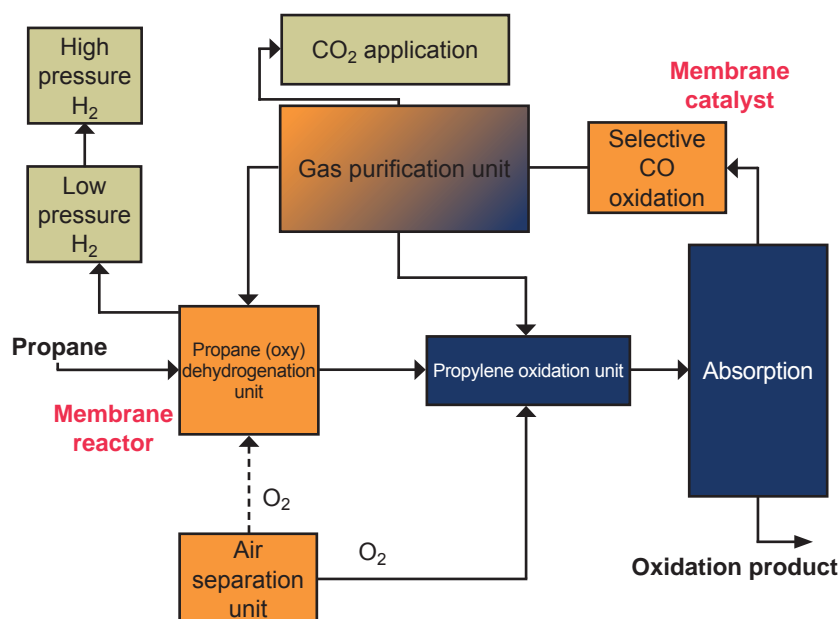 High
pressure
H2
CO2 application
Membrane
catalyst
Gas purification unit
Selective
CO
oxidation
Low
pressure
H2
Propane
Propane (oxy)
dehydrogenation
unit
Propylene oxidation unit
Absorption
Membrane
reactor
O2
Air
separation
unit
O2
Oxidation product